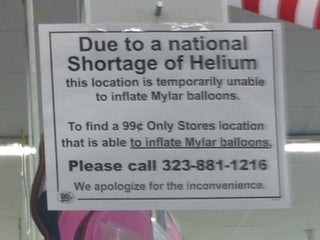 Due to a national
Shortage of Helium
this location is temporarily unable
to inflate Mylar balloons.
To find a 99¢ Only Stores location
that is able to inflate Mylar balloons,
Please call 323-881-1216
We apologize for the inconvenience.
99¢